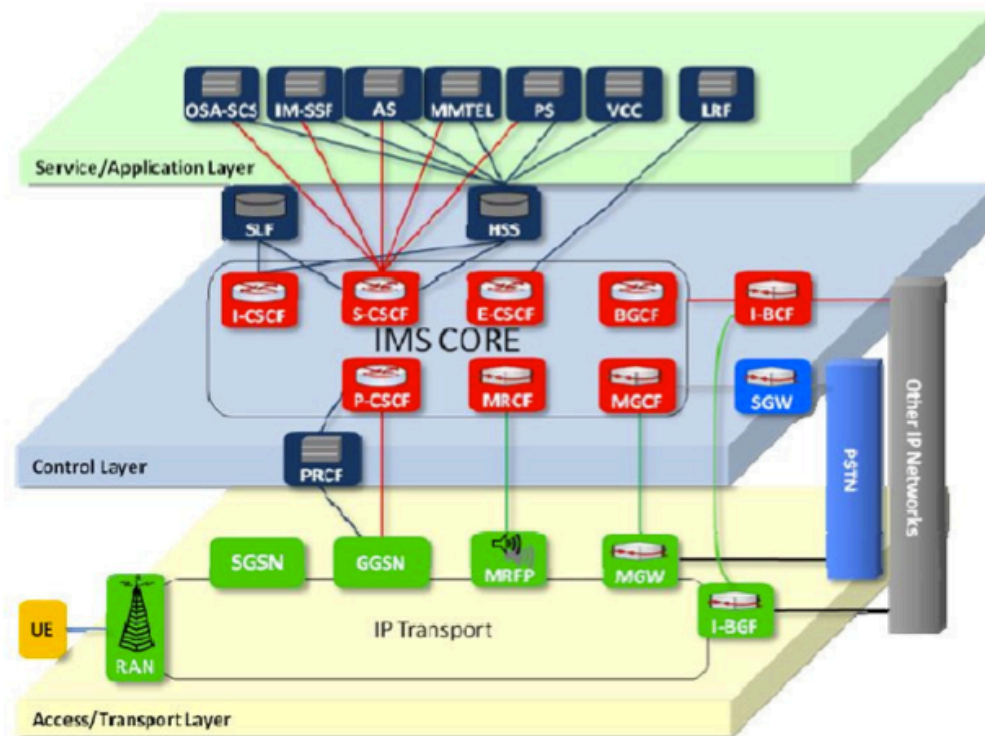 OSA-SCS IM-SSF AS MMTEL PS VCC LRF
Service/Application Layer
SLF HSS
I-CSCF S-CSCF E-CSCF BGCF I-BCF
IMS CORE
P-CSCF MRCF MGCF SGW
Other IP Networks
PSTN
Control Layer
PRCF
SGSN GGSN MRFP MGW
I-BGF
UE
RAN
IP Transport
Access/Transport Layer